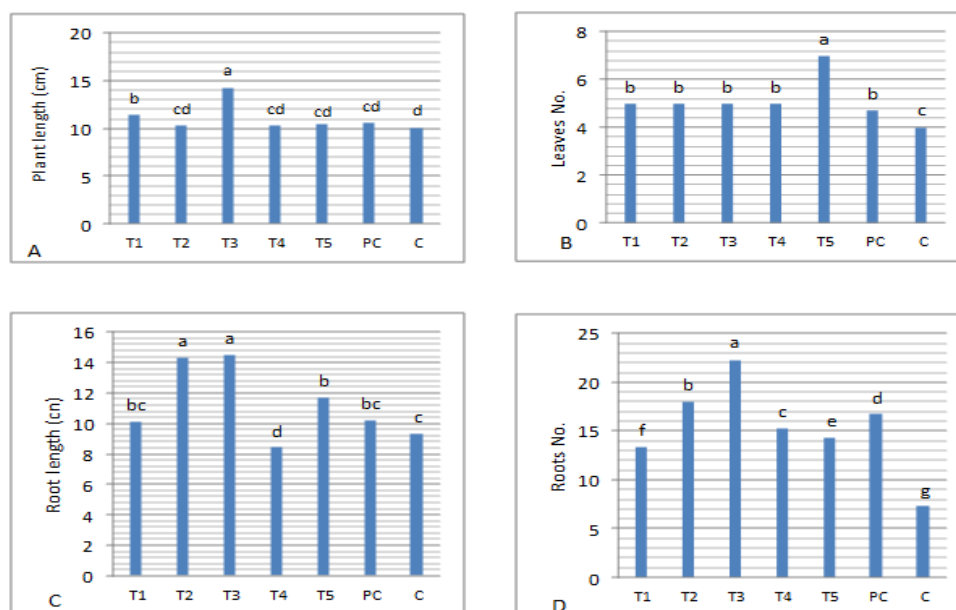 Plant length (cm)
20
15
10
5
0
b
cd
a
cd
cd
cd
d
T1 T2 T3 T4 T5 PC C
A
Leaves No.
8
6
4
2
0
b
b
b
b
a
b
c
T1 T2 T3 T4 T5 PC C
B
Root length (cn)
16
14
12
10
8
6
4
2
0
bc
a
a
d
b
bc
c
T1 T2 T3 T4 T5 PC C
C
Roots No.
25
20
15
10
5
0
f
b
a
c
e
d
g
T1 T2 T3 T4 T5 PC C
D